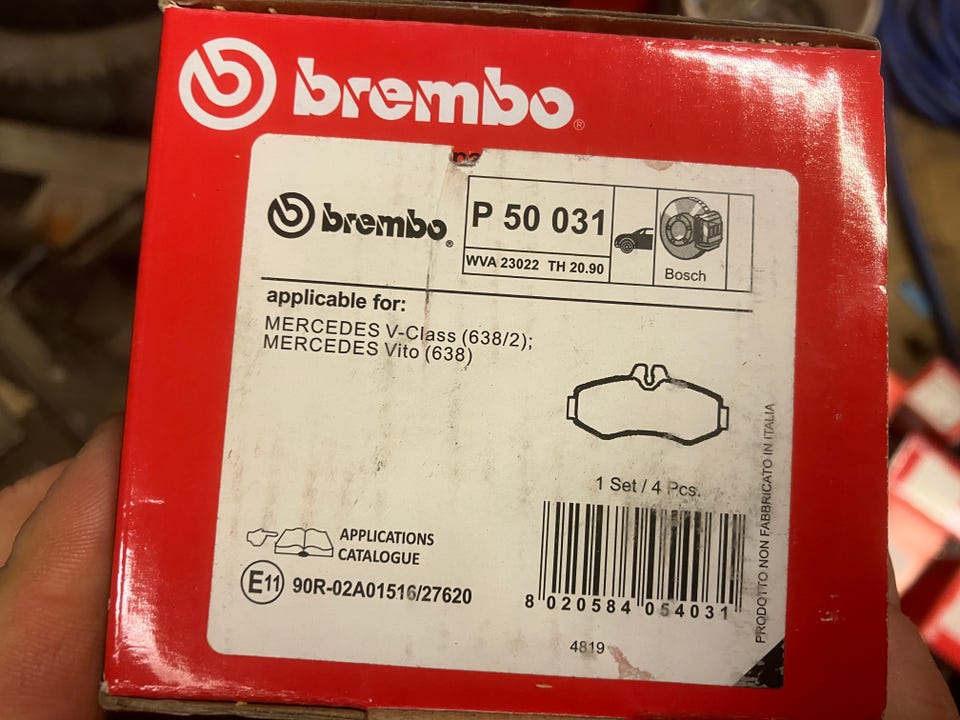 brembo®
brembo®
P 50 031
WVA 23022 TH 20.90
Bosch
applicable for:
MERCEDES V-Class (638/2);
MERCEDES Vito (638)
1 Set / 4 Pcs.
APPLICATIONS
CATALOGUE
E11 90R-02A01516/27620
8 020584 054031
4819
PRODOTTO NON FABBRICATO IN ITALIA